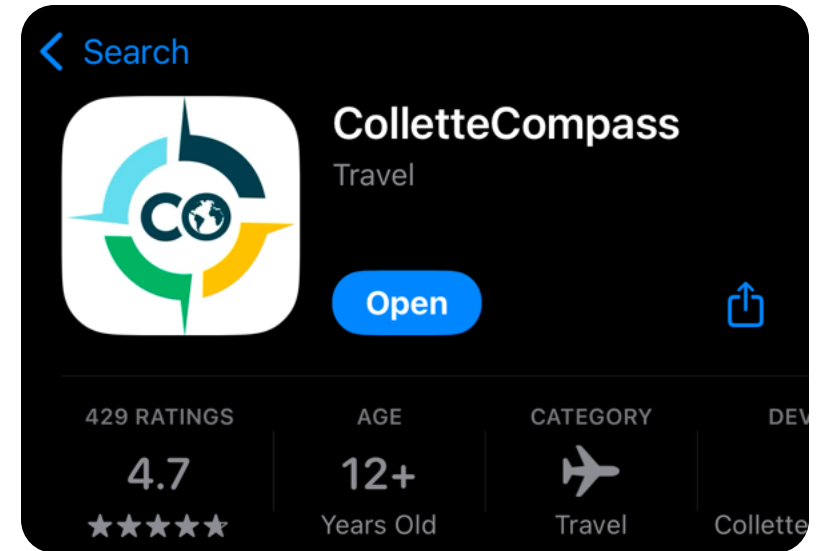 Search
CO
ColletteCompass
Travel
Open
429 RATINGS
4.7
AGE
12+
Years Old
CATEGORY
Travel
DEV
Collette